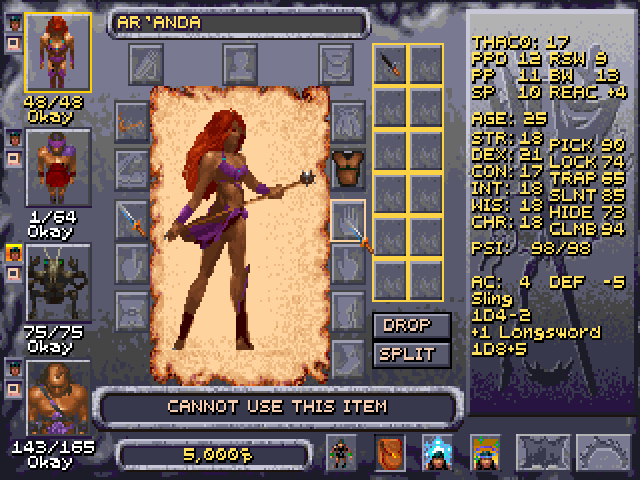 AR'ANDA
48/48
Okay
1/64
Okay
75/75
Okay
143/165
Okay
THAC0: 17
PPD 12 RSW 9
PP 11 BW 13
SP 10 REAC +4
AGE: 25
STR: 18
DEX: 21
CON: 17
INT: 18
WIS: 18
CHR: 18
PICK 90
LOCK 74
TRAP 65
SLNT 85
HIDE 73
CLMB 94
PSI: 98/98
AC: 4 DEF -5
Sling
1D4-2
+1 Longsword
1D8+5
DROP
SPLIT
CANNOT USE THIS ITEM
5,000